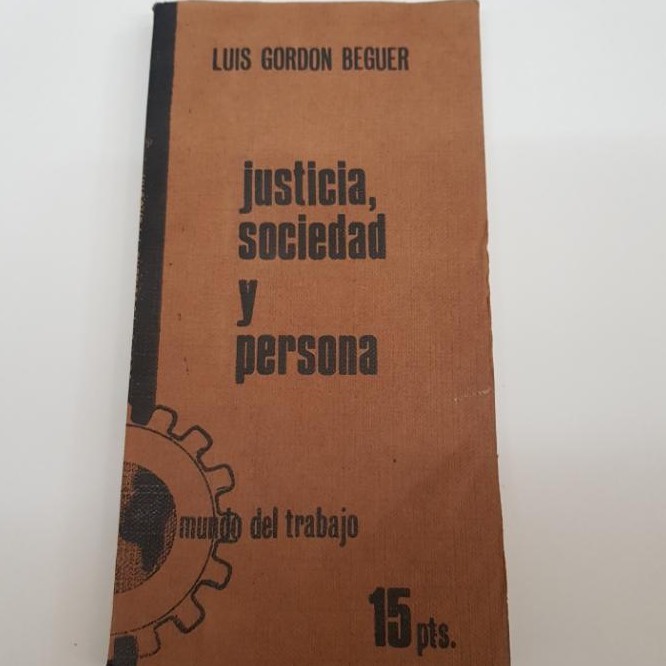 LUIS GORDON BEGUER
justicia,
sociedad
y
persona
mundo del trabajo
15 pts.